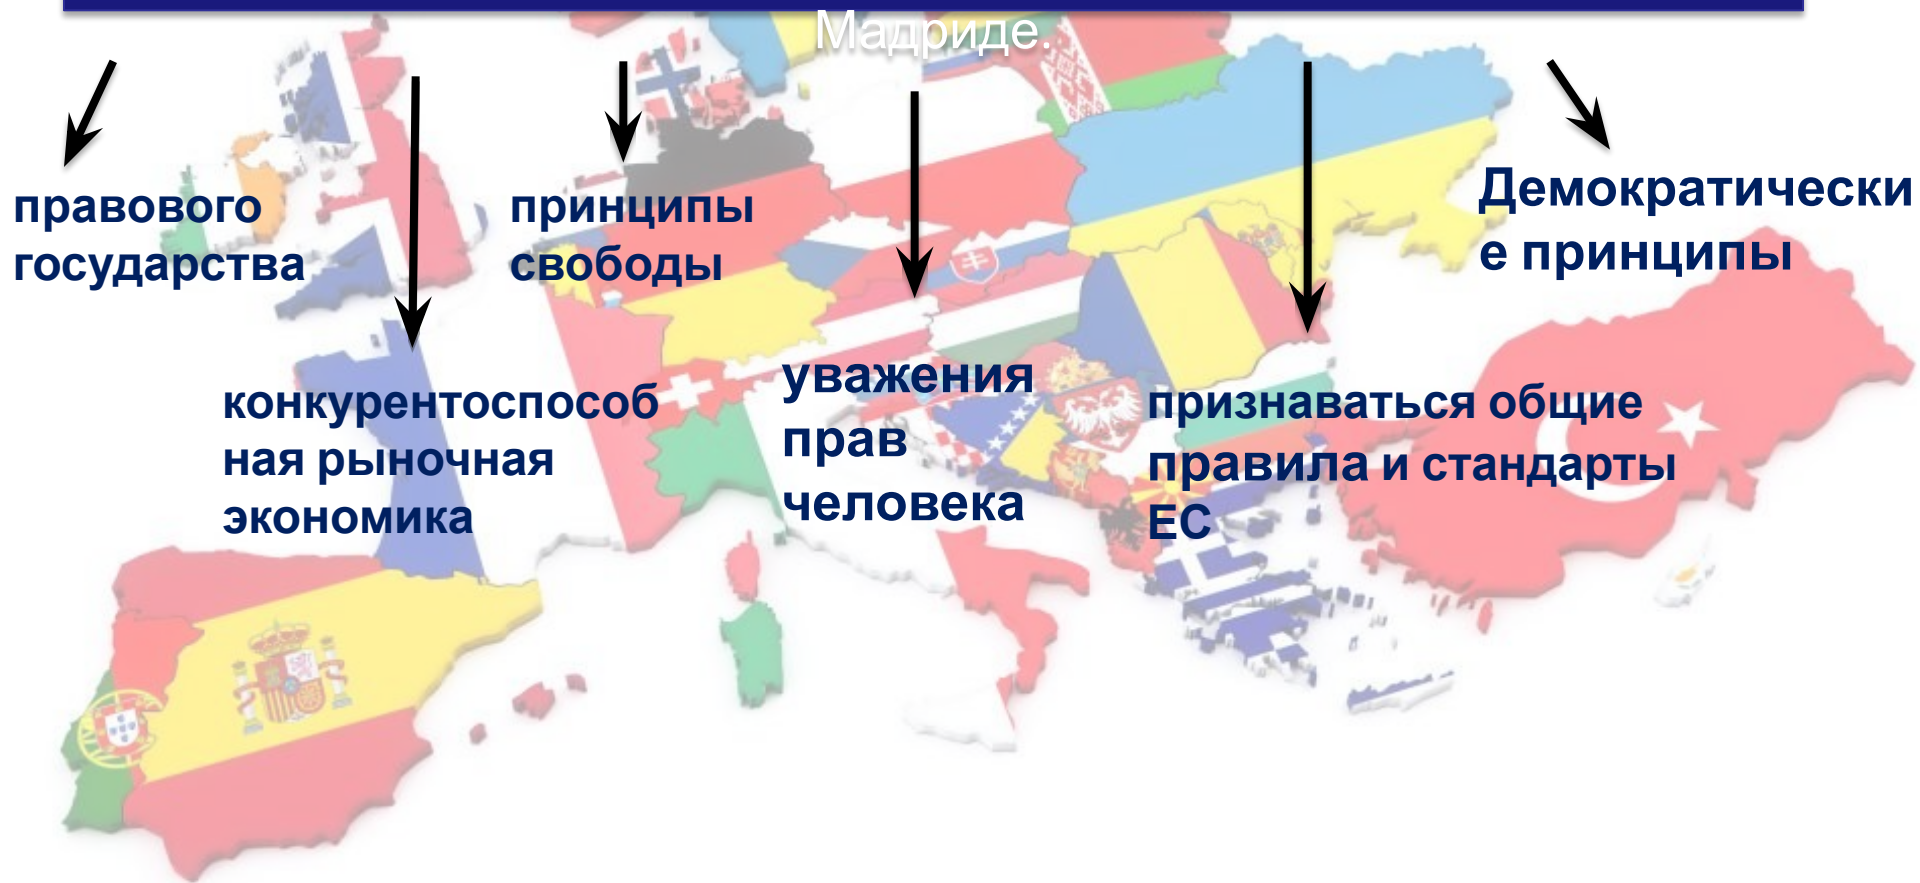 Мадриде.
правового
государства
конкурентоспособ
ная рыночная
экономика
принципы
свободы
уважения
прав
человека
признаваться общие
правила и стандарты
ЕС
Демократически
е принципы